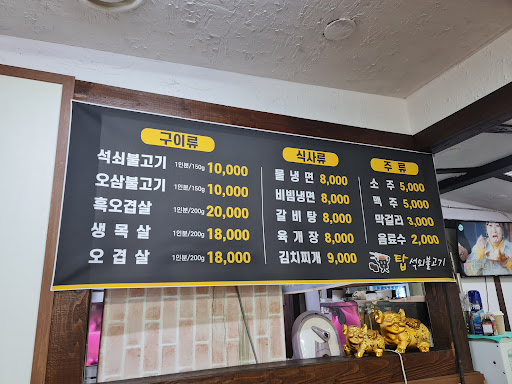 구이류
석쇠불고기 1인분/150g 10,000
오삼불고기 1인분/150g 10,000
흑오겹살 1인분/200g 20,000
생목살 1인분/200g 18,000
오겹살 1인분/200g 18,000
식사류
물냉면 8,000
비빔냉면 8,000
갈비탕 8,000
육개장 8,000
김치찌개 9,000
주류
소주 5,000
맥주 5,000
막걸리 3,000
음료수 2,000
탑 석쇠불고기